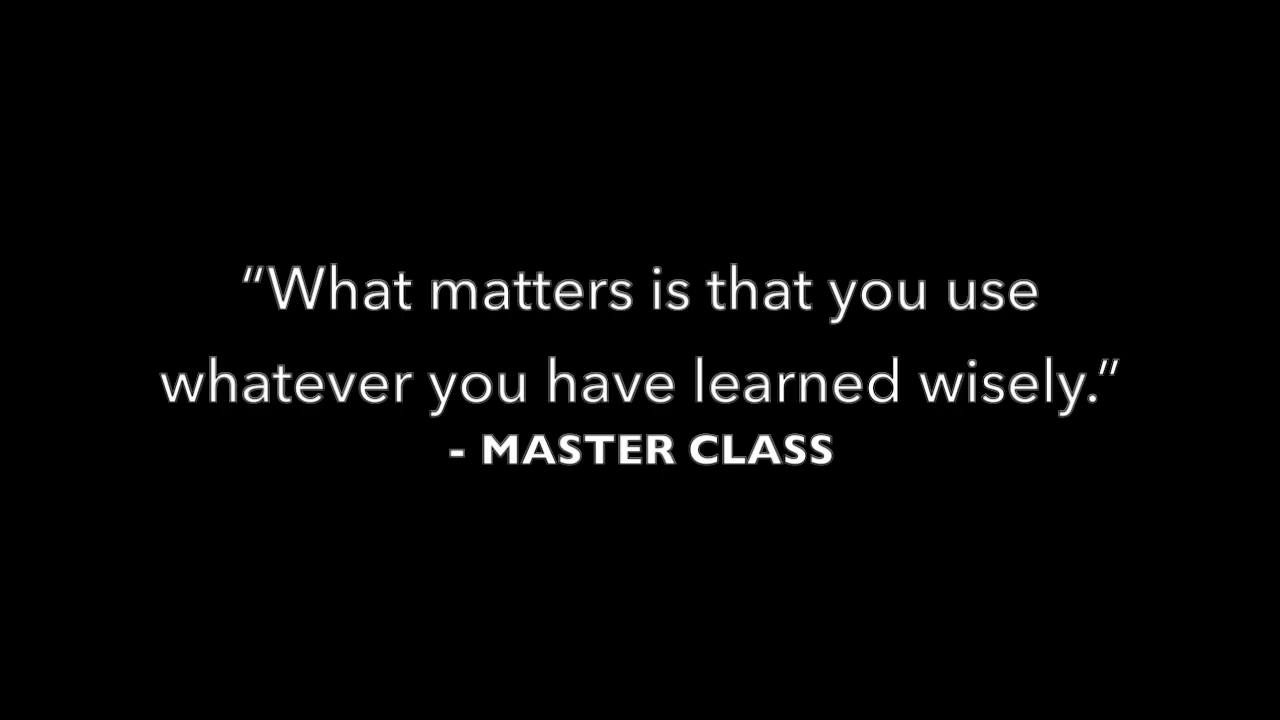 “What matters is that you use
whatever you have learned wisely.”
- MASTER CLASS